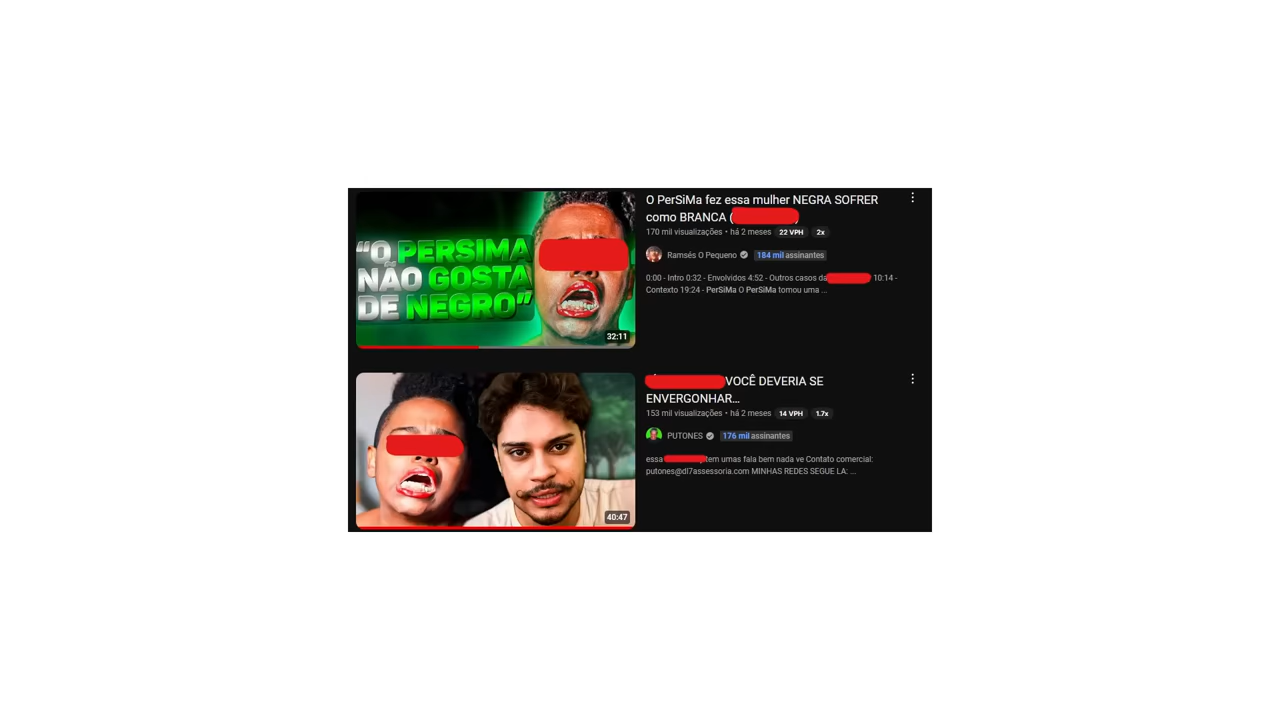 "O PERSIMA
NÃO GOSTA
DE NEGRO"
32:11
O PerSiMa fez essa mulher NEGRA SOFRER
como BRANCA (
170 mil visualizações • há 2 meses 22 VPH 2x
Ramsés O Pequeno 184 mil assinantes
0:00 - Intro 0:32 - Envolvidos 4:52 - Outros casos da 10:14 -
Contexto 19:24 - PerSiMa O PerSiMa tomou uma ...
40:47
VOCÊ DEVERIA SE
ENVERGONHAR...
153 mil visualizações • há 2 meses 14 VPH 1.7x
PUTONES 176 mil assinantes
essa tem umas fala bem nada ve Contato comercial:
putones@dl7assessoria.com MINHAS REDES SEGUE LA: ...